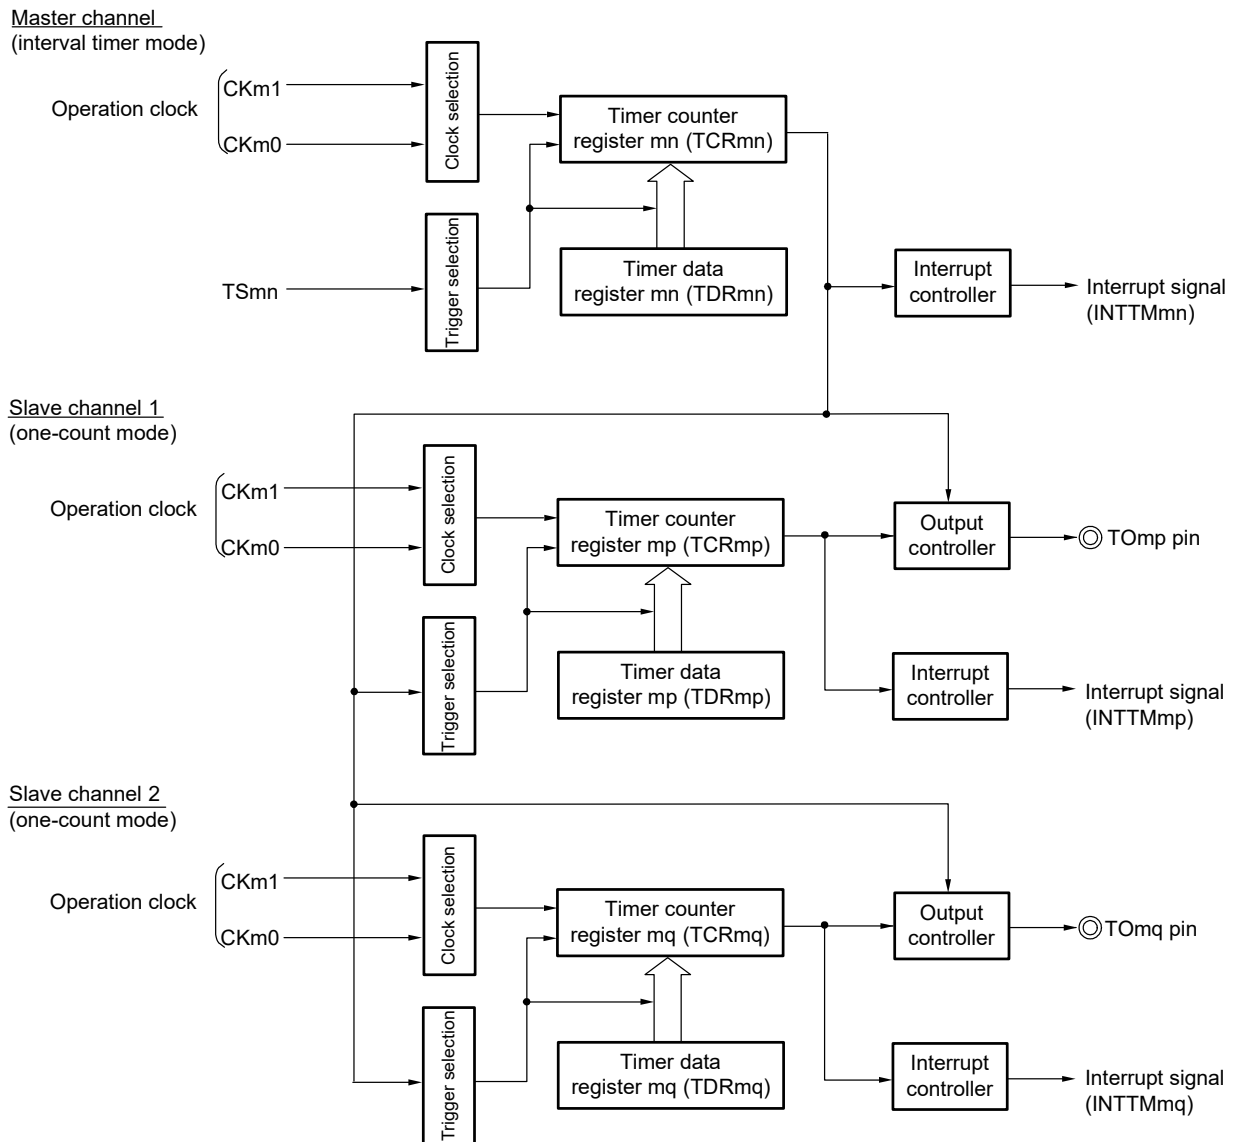 Master channel
(interval timer mode)
Operation clock
CKm1
CKm0
Clock selection
Timer counter
register mn (TCRmn)
TSmn
Trigger selection
Timer data
register mn (TDRmn)
Interrupt
controller
Interrupt signal
(INTTMmn)
Slave channel 1
(one-count mode)
Operation clock
CKm1
CKm0
Clock selection
Timer counter
register mp (TCRmp)
Output
controller
TOmp pin
Trigger selection
Timer data
register mp (TDRmp)
Interrupt
controller
Interrupt signal
(INTTMmp)
Slave channel 2
(one-count mode)
Operation clock
CKm1
CKm0
Clock selection
Timer counter
register mq (TCRmq)
Output
controller
TOmq pin
Trigger selection
Timer data
register mq (TDRmq)
Interrupt
controller
Interrupt signal
(INTTMmq)